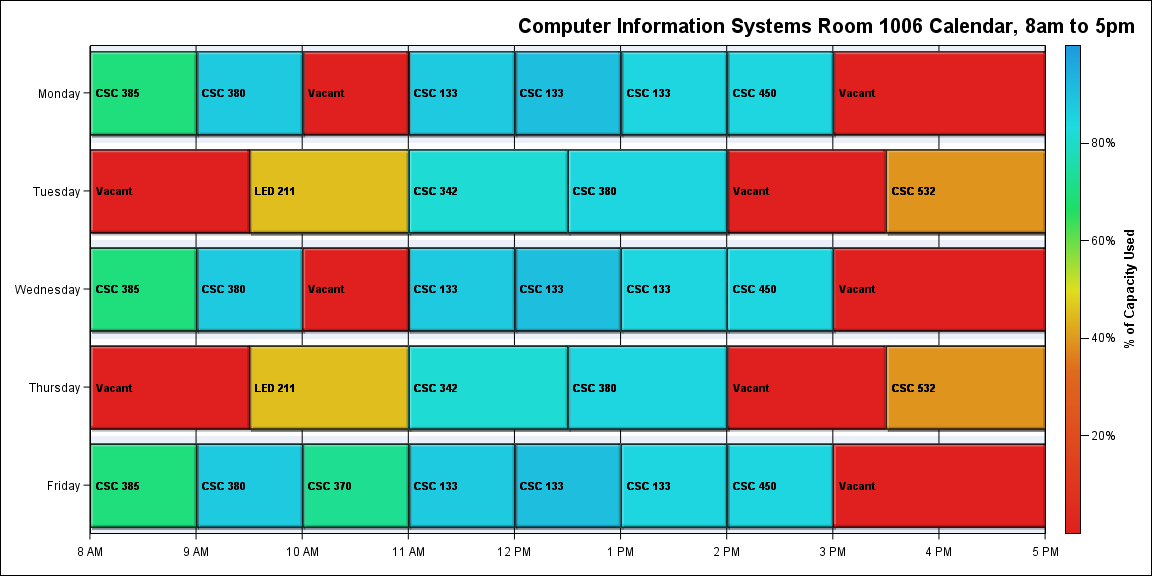 Computer Information Systems Room 1006 Calendar, 8am to 5pm
Monday
CSC 385
CSC 380
Vacant
CSC 133
CSC 133
CSC 133
CSC 450
Vacant
Tuesday
Vacant
LED 211
CSC 342
CSC 380
Vacant
CSC 532
Wednesday
CSC 385
CSC 380
Vacant
CSC 133
CSC 133
CSC 133
CSC 450
Vacant
Thursday
Vacant
LED 211
CSC 342
CSC 380
Vacant
CSC 532
Friday
CSC 385
CSC 380
CSC 370
CSC 133
CSC 133
CSC 133
CSC 450
Vacant
8 AM
9 AM
10 AM
11 AM
12 PM
1 PM
2 PM
3 PM
4 PM
5 PM
80%
60%
40%
20%
% of Capacity Used